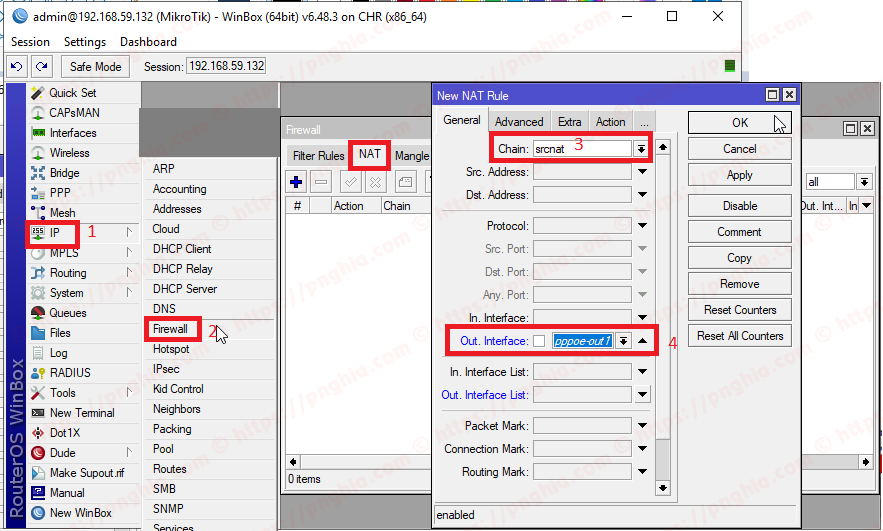 admin@192.168.59.132 (MikroTik) - WinBox (64bit) v6.48.3 on CHR (x86_64)
Session Settings Dashboard
Safe Mode Session: 192.168.59.132
RouterOS WinBox
Quick Set
CAPsMAN
Interfaces
Wireless
Bridge
PPP
Mesh
IP 1
MPLS
Routing
System
Queues
Files
Log
RADIUS
Tools
New Terminal
Dot1X
Dude
Make Supout.rif
Manual
New WinBox
ARP
Accounting
Addresses
Cloud
DHCP Client
DHCP Relay
DHCP Server
DNS
Firewall 2
Hotspot
IPsec
Kid Control
Neighbors
Packing
Pool
Routes
SMB
SNMP
Services
Firewall
Filter Rules NAT Mangle
all
# Action Chain Out. Int... In
0 items
New NAT Rule
General Advanced Extra Action ...
Chain: srcnat 3
Src. Address:
Dst. Address:
Protocol:
Src. Port:
Dst. Port:
Any. Port:
In. Interface:
Out. Interface: pppoe-out1 4
In. Interface List:
Out. Interface List:
Packet Mark:
Connection Mark:
Routing Mark:
enabled
OK
Cancel
Apply
Disable
Comment
Copy
Remove
Reset Counters
Reset All Counters
© https://pnghia.com